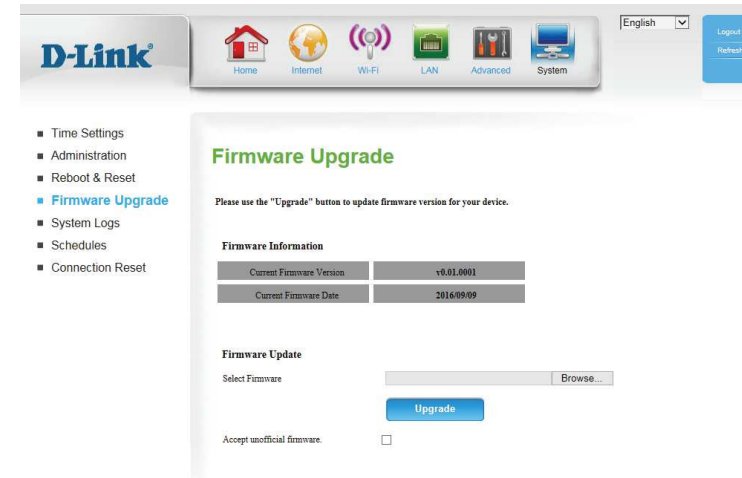 English
Logout
Refresh
D-Link
Home Internet Wi-Fi LAN Advanced System
Time Settings
Administration
Reboot & Reset
Firmware Upgrade
System Logs
Schedules
Connection Reset
Firmware Upgrade
Please use the "Upgrade" button to update firmware version for your device.
Firmware Information
Current Firmware Version v0.01.0001
Current Firmware Date 2016/09/09
Firmware Update
Select Firmware Browse...
Upgrade
Accept unofficial firmware.